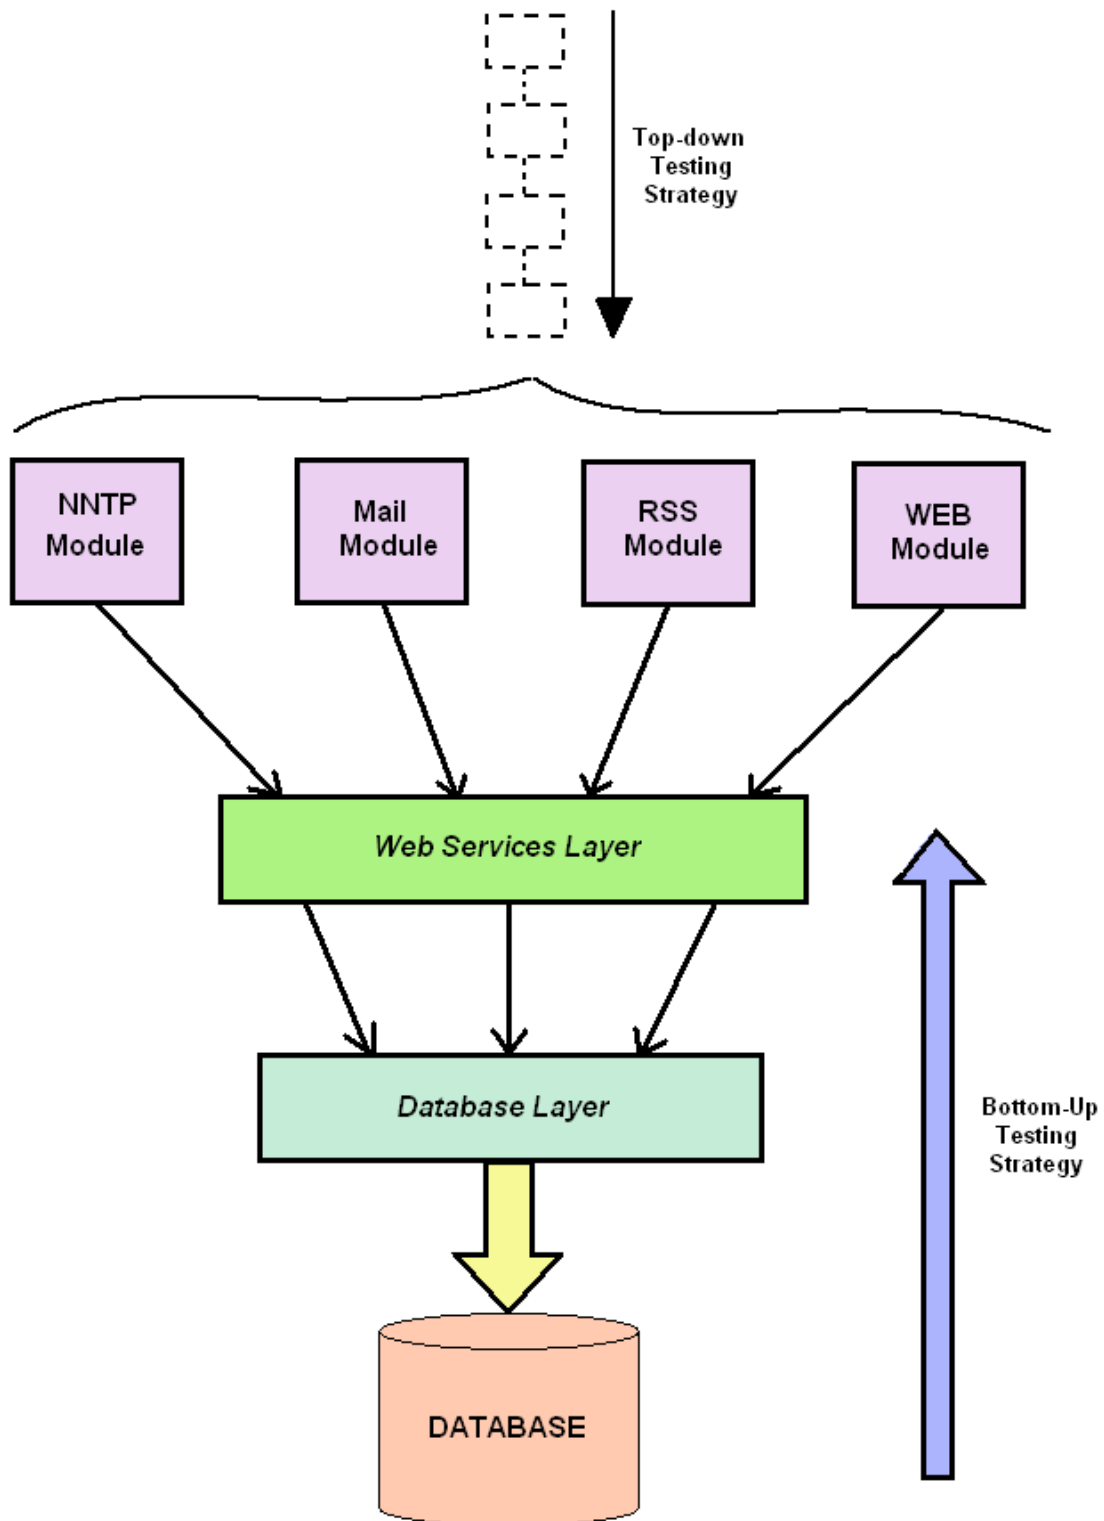 Top-down
Testing
Strategy
NNTP
Module
Mail
Module
RSS
Module
WEB
Module
Web Services Layer
Database Layer
Bottom-Up
Testing
Strategy
DATABASE